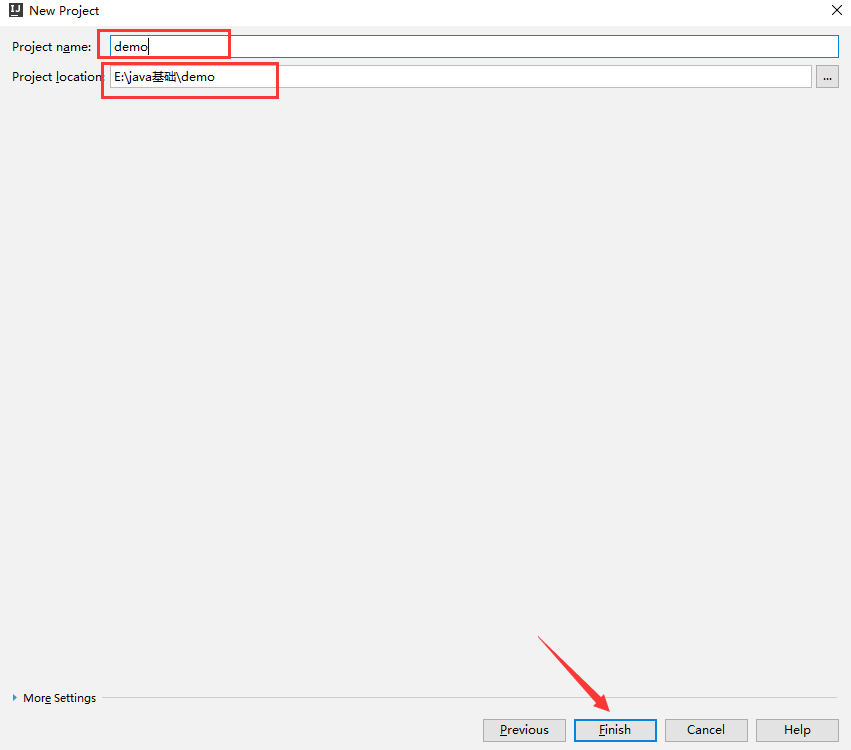 IJ New Project
Project name: demo
Project location: E:\java基础\demo
...
More Settings
Previous Finish Cancel Help